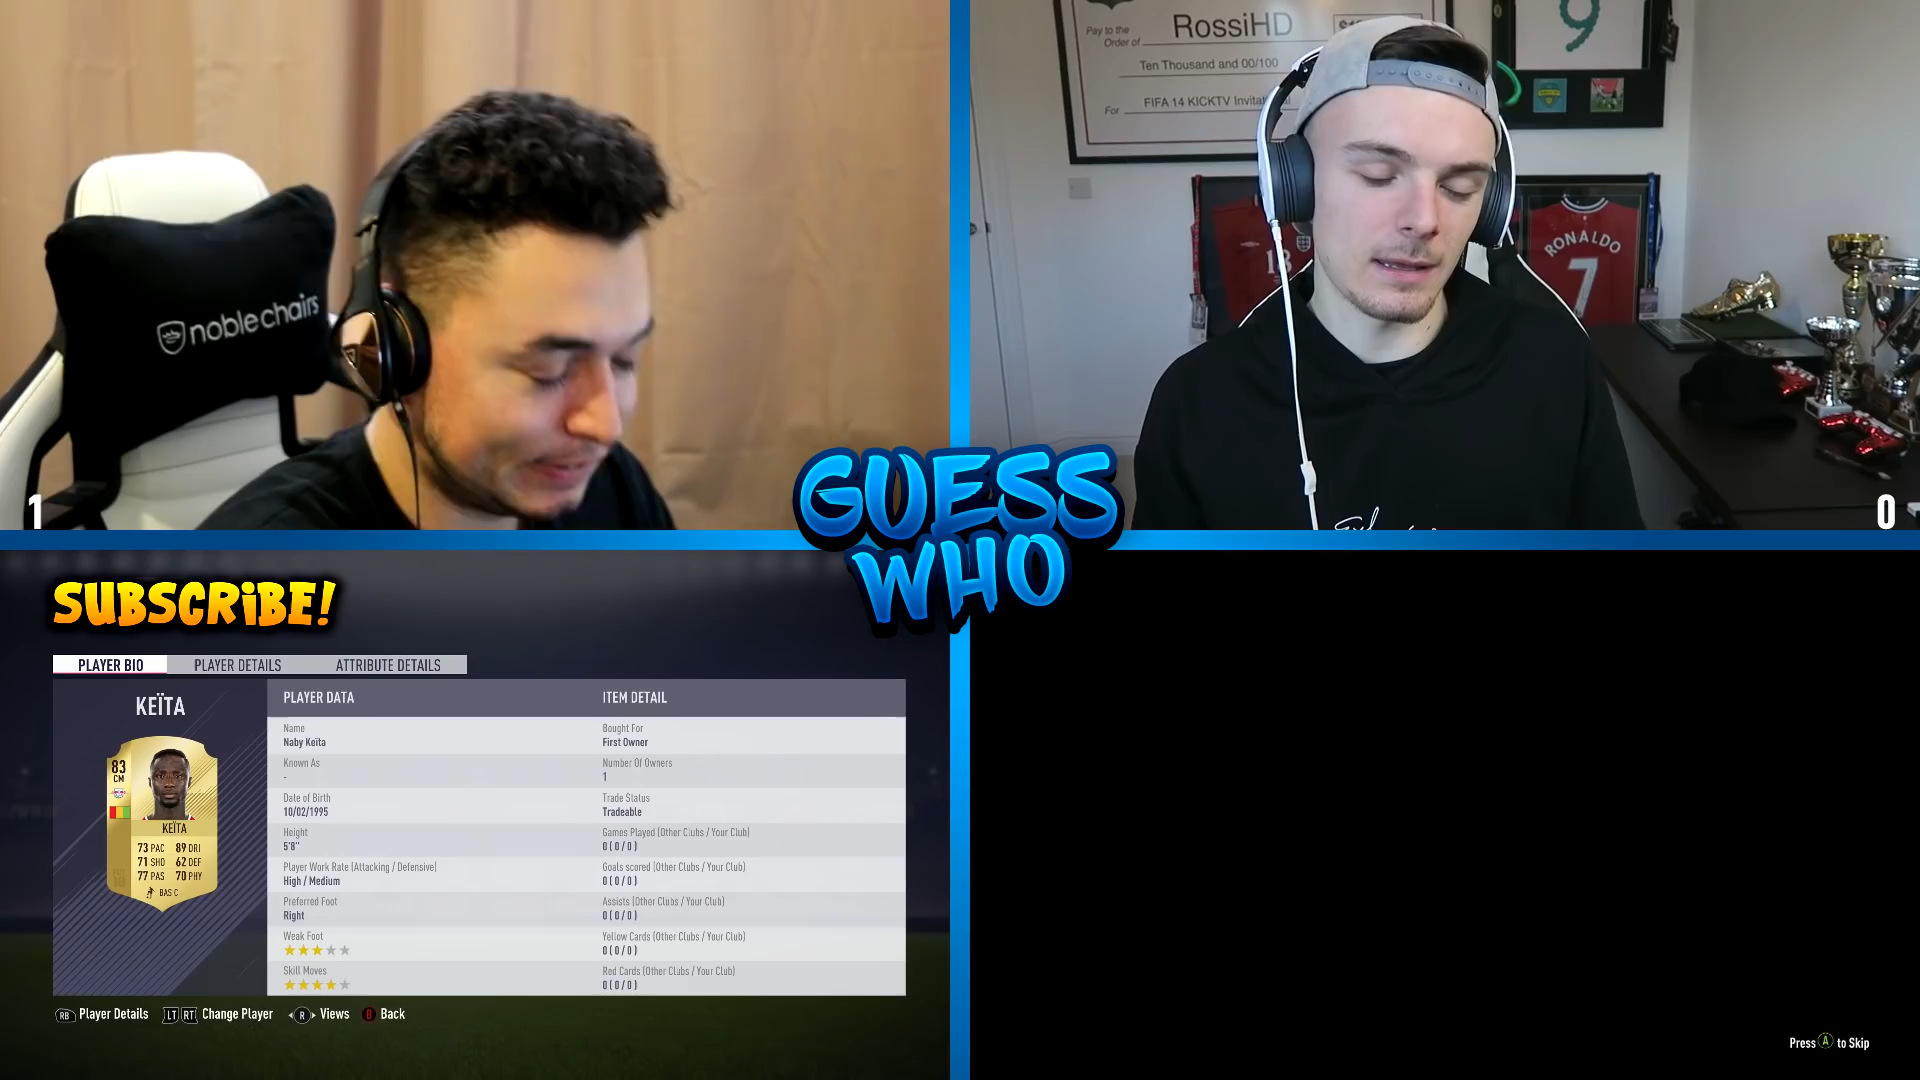 Pay to the
Order of
RossiHD
Ten Thousand and 00/100
For
FIFA 14 KICKTV
9
18
RONALDO
7
noblechairs
1
0
GUESS
WHO
SUBSCRiBE!
PLAYER BIO
PLAYER DETAILS
ATTRIBUTE DETAILS
KEÏTA
83
CM
KEÏTA
73 PAC 89 DRI
71 SHO 62 DEF
77 PAS 70 PHY
BAS C
PLAYER DATA
ITEM DETAIL
Name
Naby Keïta
Bought For
First Owner
Known As
-
Number Of Owners
1
Date of Birth
10/02/1995
Trade Status
Tradeable
Height
5'8"
Games Played (Other Clubs / Your Club)
0 ( 0 / 0 )
Player Work Rate (Attacking / Defensive)
High / Medium
Goals scored (Other Clubs / Your Club)
0 ( 0 / 0 )
Preferred Foot
Right
Assists (Other Clubs / Your Club)
0 ( 0 / 0 )
Weak Foot
Yellow Cards (Other Clubs / Your Club)
0 ( 0 / 0 )
Skill Moves
Red Cards (Other Clubs / Your Club)
0 ( 0 / 0 )
RB Player Details LT RT Change Player R Views B Back
Press A to Skip